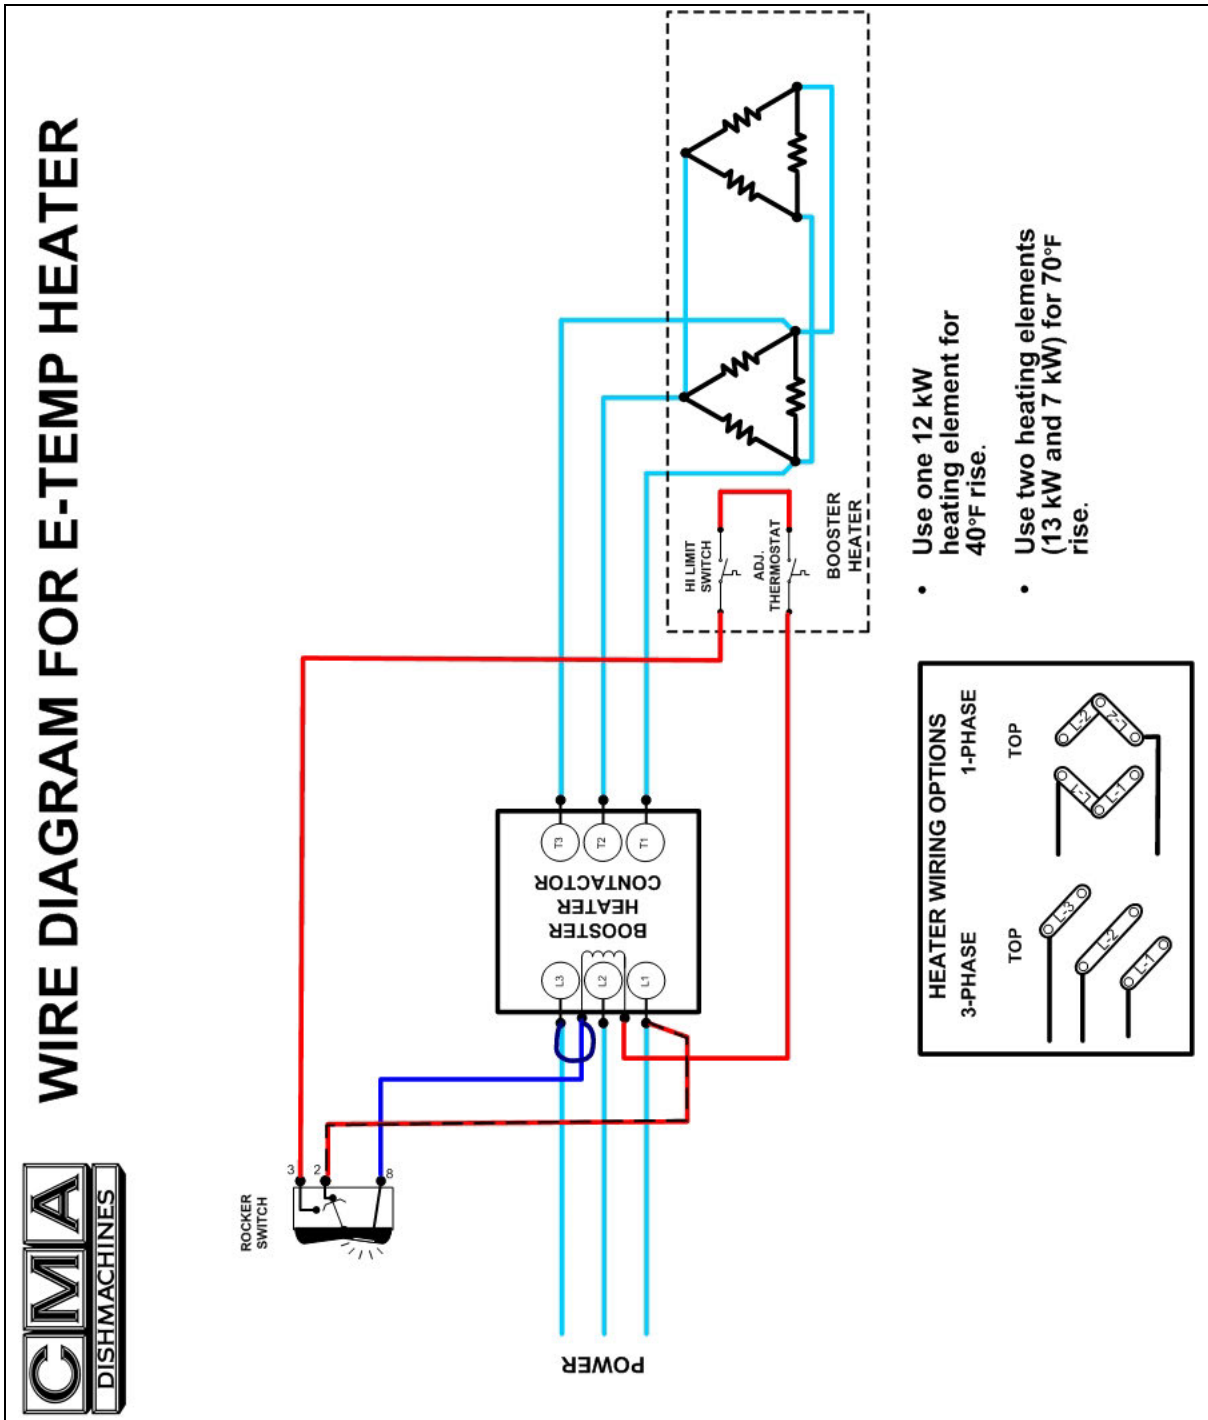 CMA
DISHMACHINES
WIRE DIAGRAM FOR E-TEMP HEATER
ROCKER
SWITCH
3
2
8
POWER
L3
L2
L1
BOOSTER
HEATER
CONTACTOR
T3
T2
T1
HI LIMIT
SWITCH
ADJ.
THERMOSTAT
BOOSTER
HEATER
• Use one 12 kW
heating element for
40°F rise.
• Use two heating elements
(13 kW and 7 kW) for 70°F
rise.
HEATER WIRING OPTIONS
3-PHASE
1-PHASE
TOP
TOP
L-3
L-2
L-1
L-1
L-1
L-2
L-2